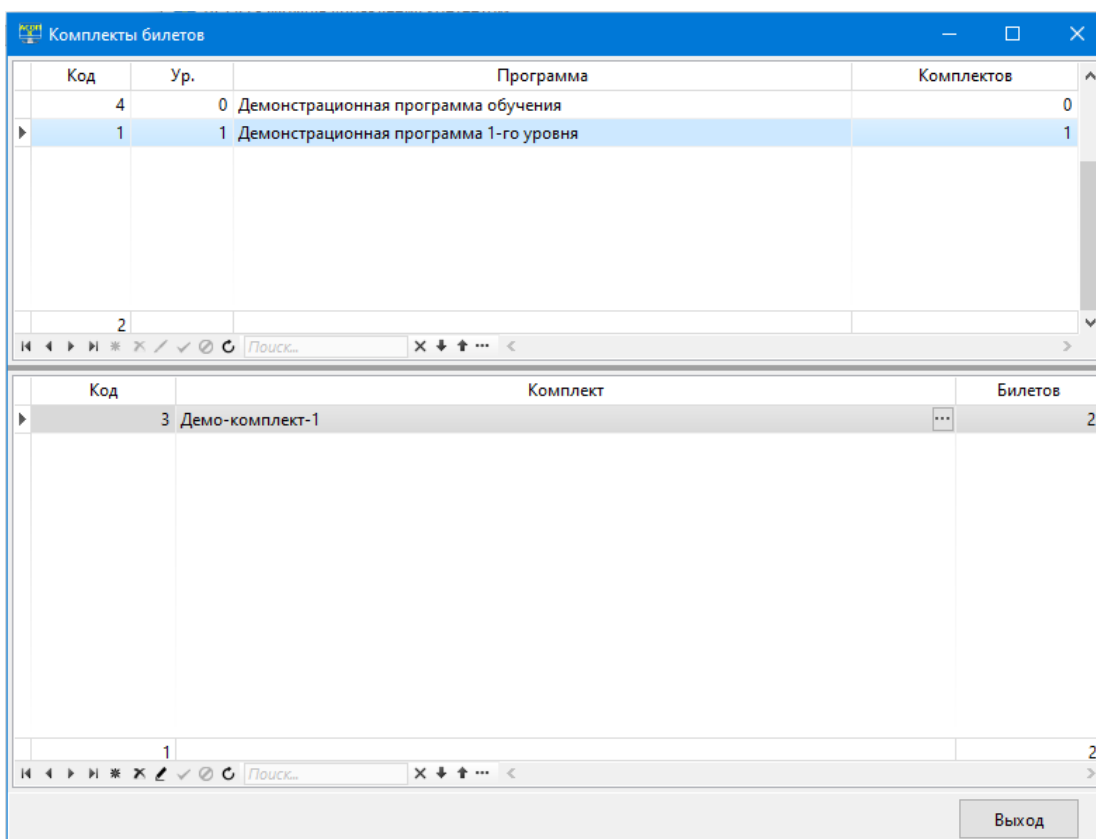 Комплекты билетов
Код Ур. Программа Комплектов
4 0 Демонстрационная программа обучения 0
1 1 Демонстрационная программа 1-го уровня 1
2
Поиск...
Код Комплект Билетов
3 Демо-комплект-1 ... 2
1 2
Поиск...
Выход